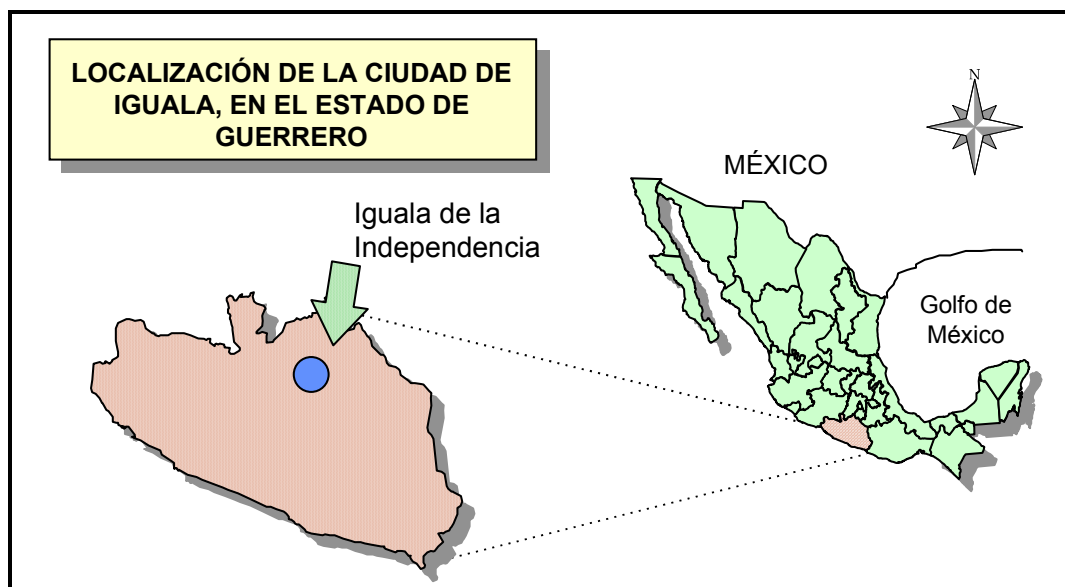 LOCALIZACIÓN DE LA CIUDAD DE
IGUALA, EN EL ESTADO DE
GUERRERO
N
MÉXICO
Iguala de la
Independencia
Golfo de
México